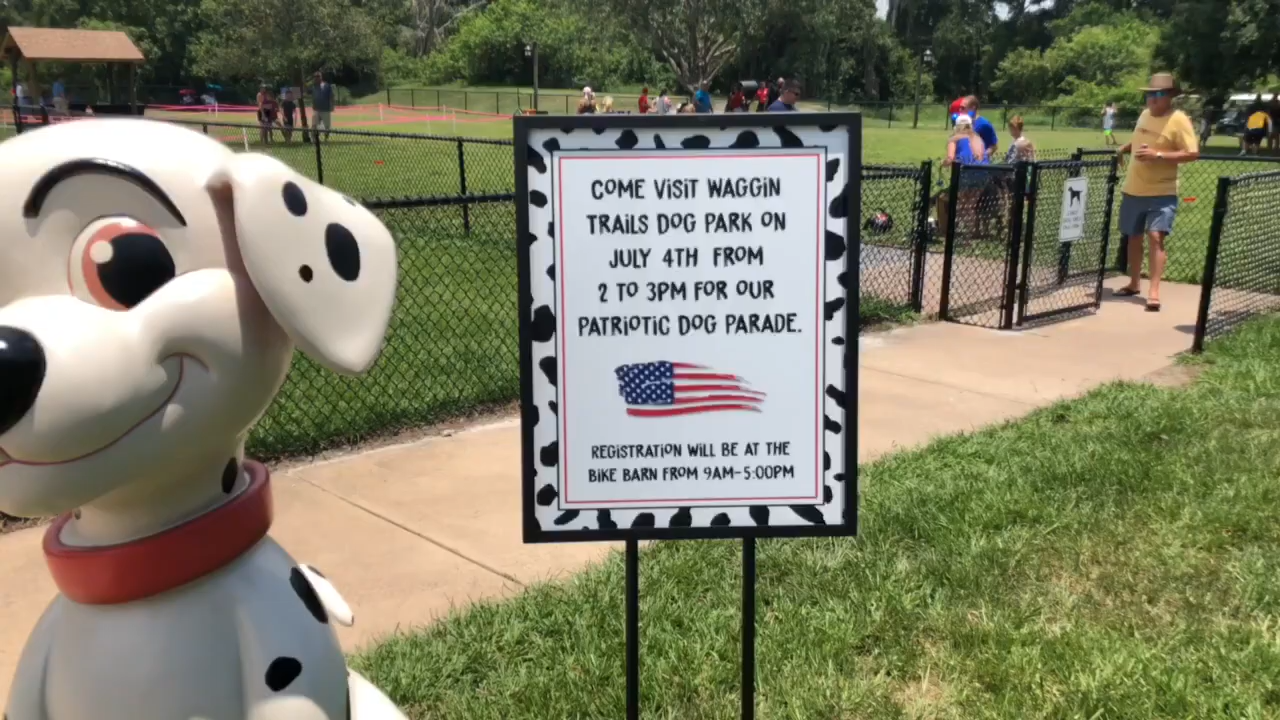 COME VISIT WAGGIN
TRAILS DOG PARK ON
JULY 4TH FROM
2 TO 3PM FOR OUR
PATRIOTIC DOG PARADE.
REGISTRATION WILL BE AT THE
BIKE BARN FROM 9AM-5:00PM